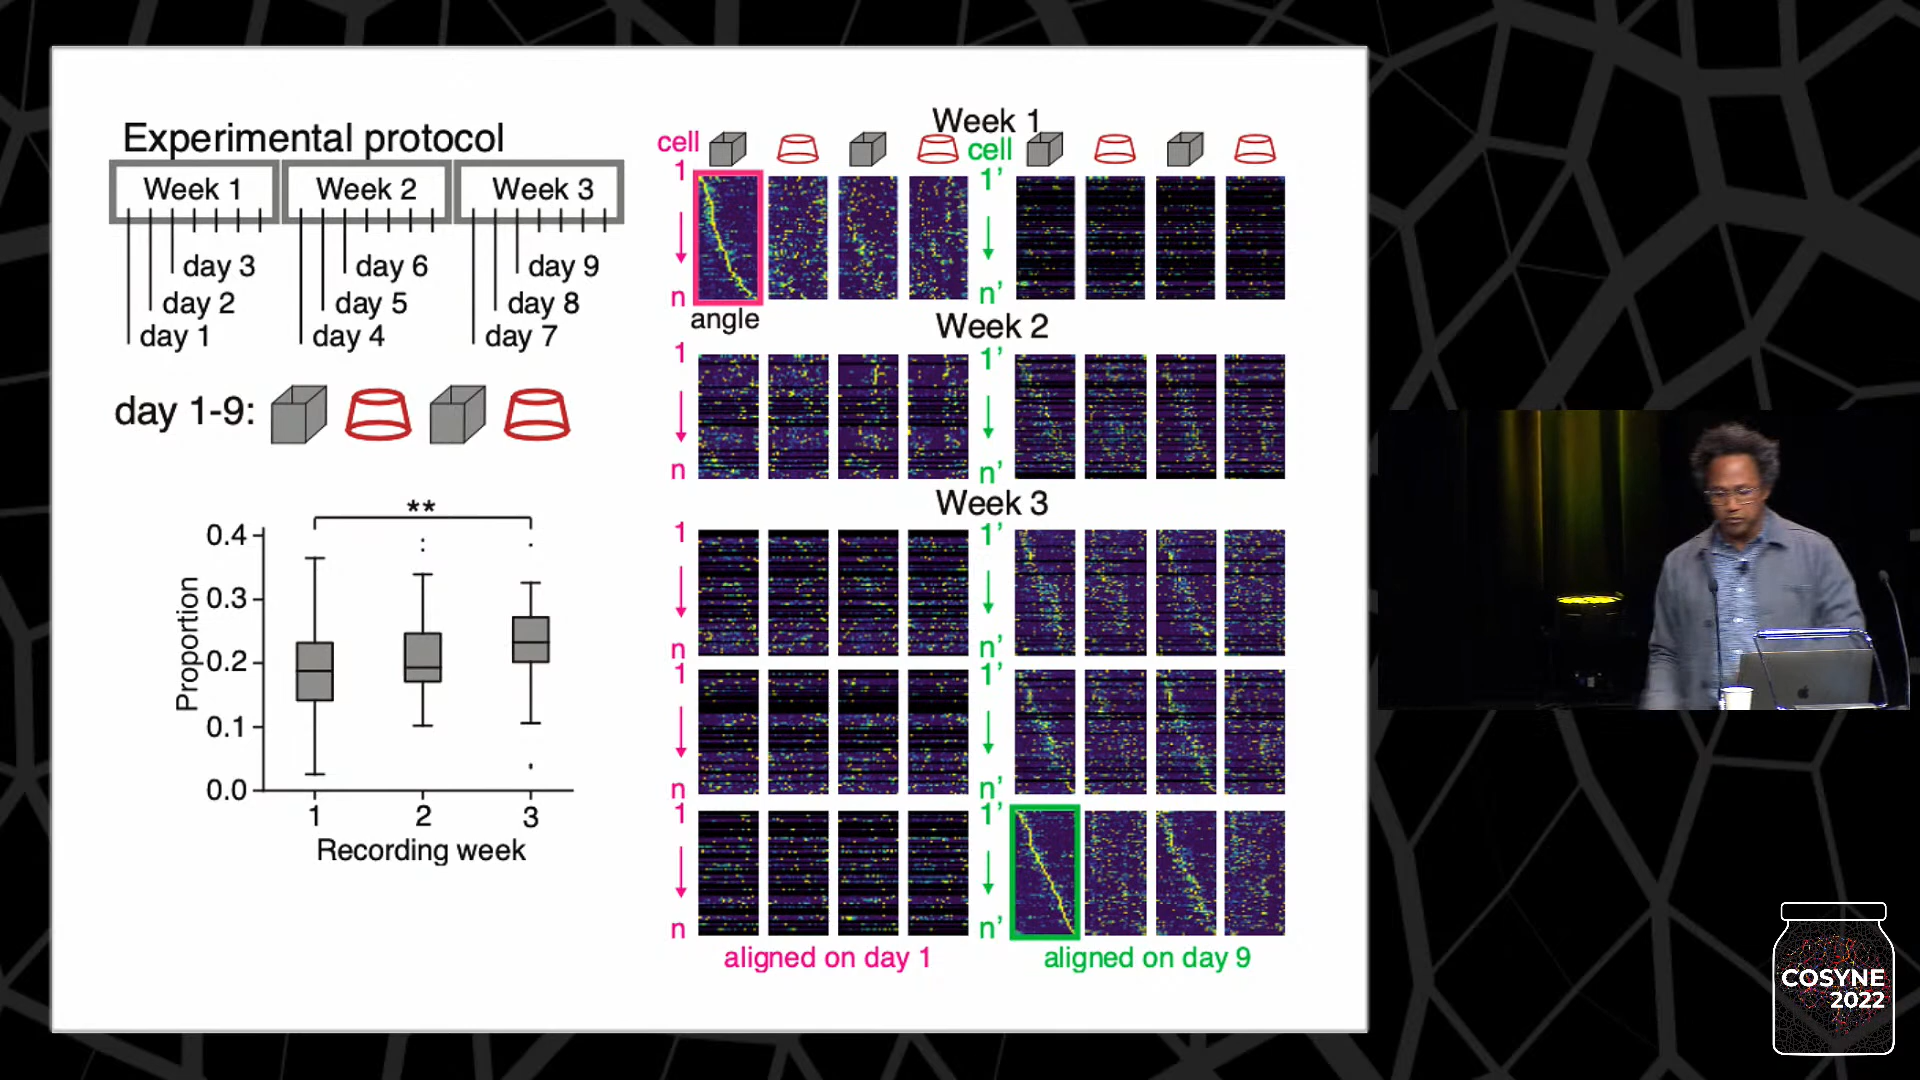 Experimental protocol
Week 1
Week 2
Week 3
day 3
day 6
day 9
day 2
day 5
day 8
day 1
day 4
day 7
day 1-9:
**
0.4
0.3
0.2
0.1
0.0
Proportion
1
2
3
Recording week
Week 1
cell
cell
1
1'
n
n'
angle
Week 2
1
1'
n
n'
Week 3
1
1'
n
n'
1
1'
n
n'
1
1'
n
n'
aligned on day 1
aligned on day 9
COSYNE
2022